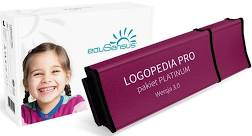 eduSensus
LOGOPEDIA PRO
pakiet PLATINUM
Wersja 3.0